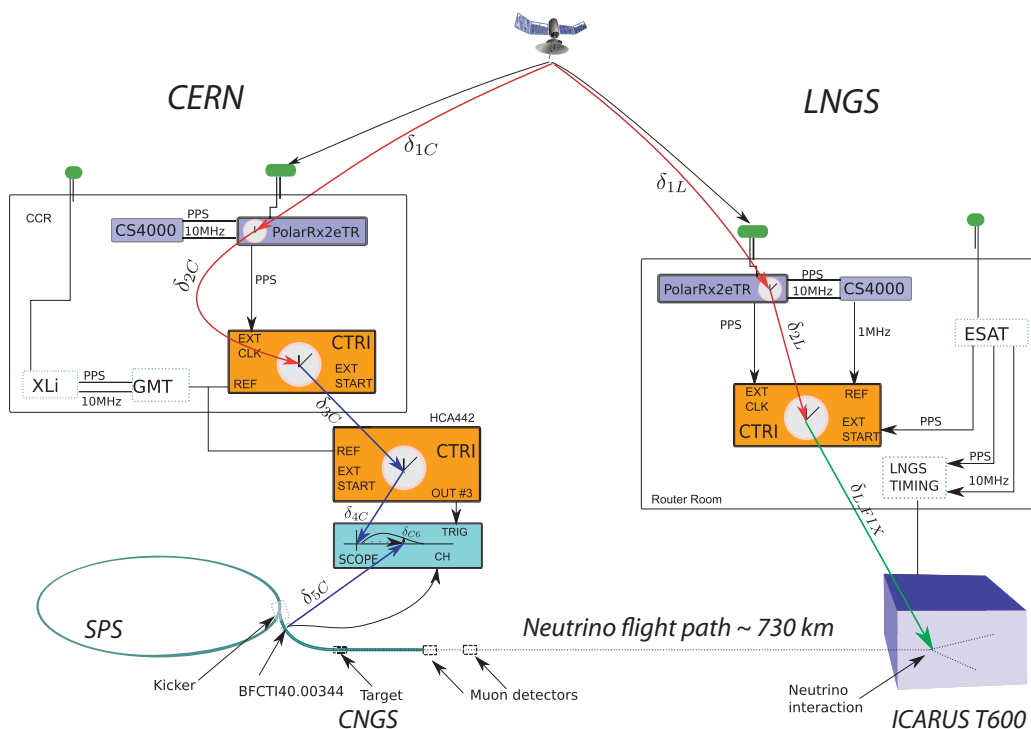 CERN
LNGS
δ1C
δ1L
CCR
CS4000
PPS
10MHz
PolarRx2eTR
δ2C
PPS
EXT
CLK
CTRI
EXT
START
REF
XLi
PPS
10MHz
GMT
δ3C
HCA442
REF
CTRI
EXT
START
OUT #3
δ4C
TRIG
δC6
SCOPE
CH
δ5C
SPS
Kicker
BFCTI40.00344
Target
CNGS
Muon detectors
Neutrino flight path ~ 730 km
PolarRx2eTR
PPS
10MHz
CS4000
PPS
δ2L
1MHz
ESAT
EXT
CLK
REF
CTRI
EXT
START
PPS
PPS
LNGS
TIMING
10MHz
Router Room
δL_FIX
Neutrino
interaction
ICARUS T600